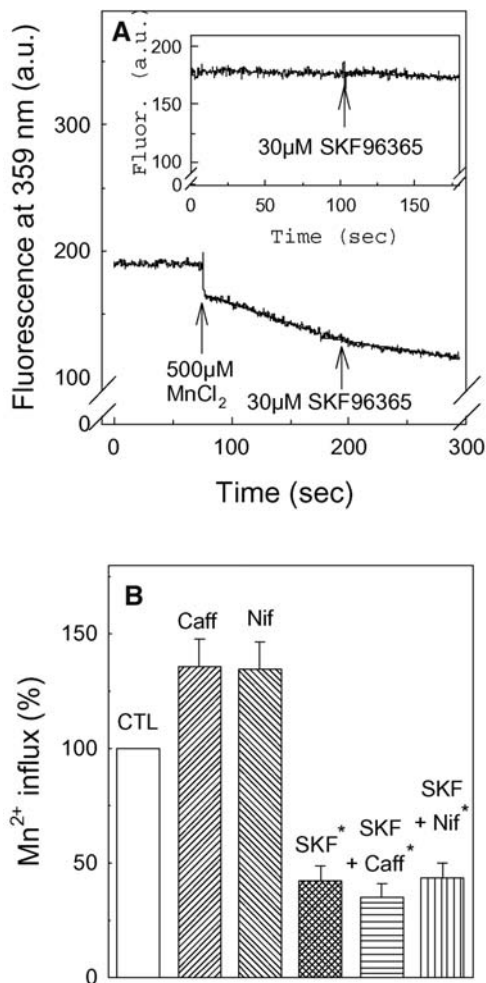 A
Fluorescence at 359 nm (a.u.)
300
200
100
0
Fluor. (a.u.)
200
150
100
0
30µM SKF96365
0 50 100 150
Time (sec)
500µM
MnCl₂
30µM SKF96365
0 100 200 300
Time (sec)
B
Mn²⁺ influx (%)
150
100
50
0
CTL
Caff
Nif
SKF*
SKF
+ Caff*
SKF
+ Nif*